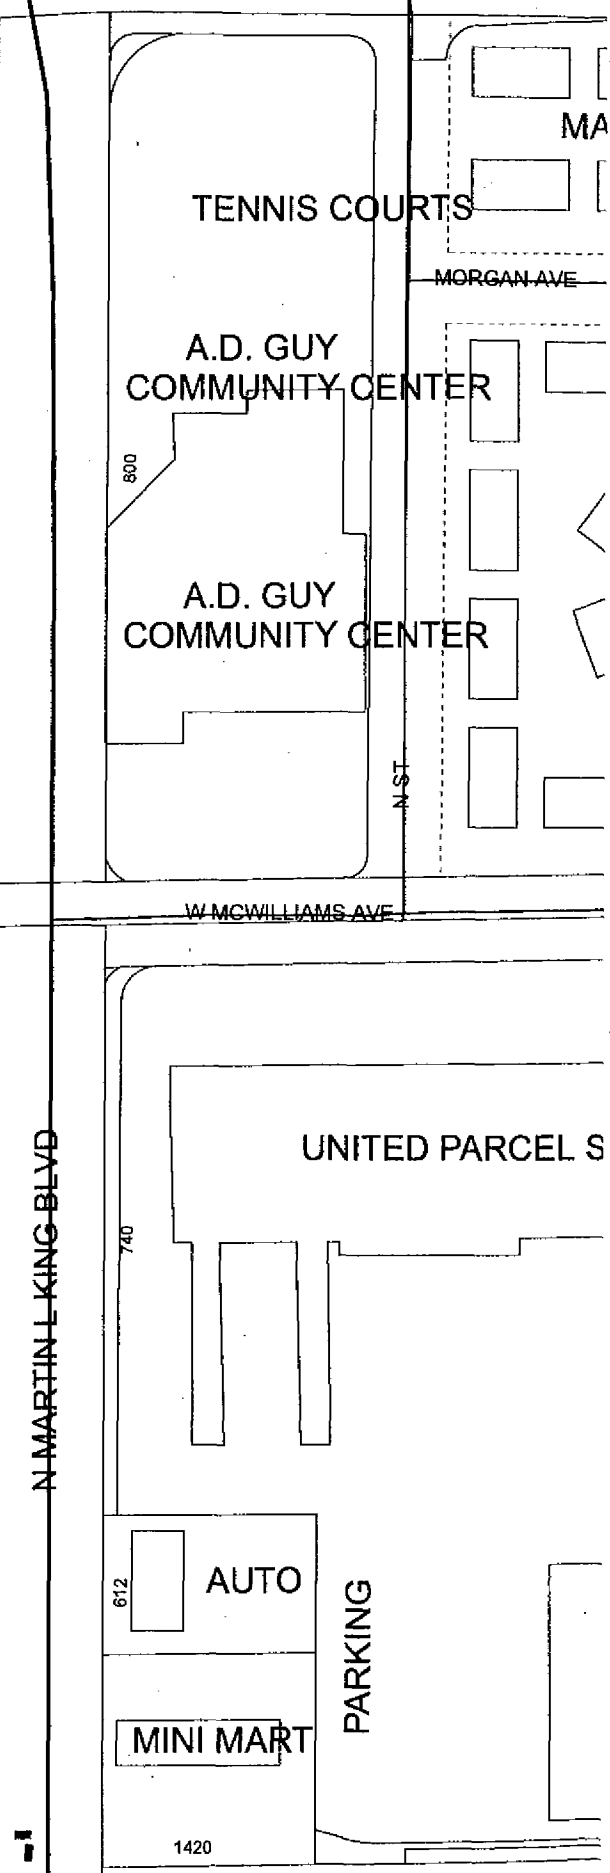 MA
TENNIS COURTS
MORGAN AVE
A.D. GUY
COMMUNITY CENTER
800
A.D. GUY
COMMUNITY CENTER
N ST
W MCWILLIAMS AVE
UNITED PARCEL S
N MARTIN L KING BLVD
740
612
AUTO
PARKING
MINI MART
1420